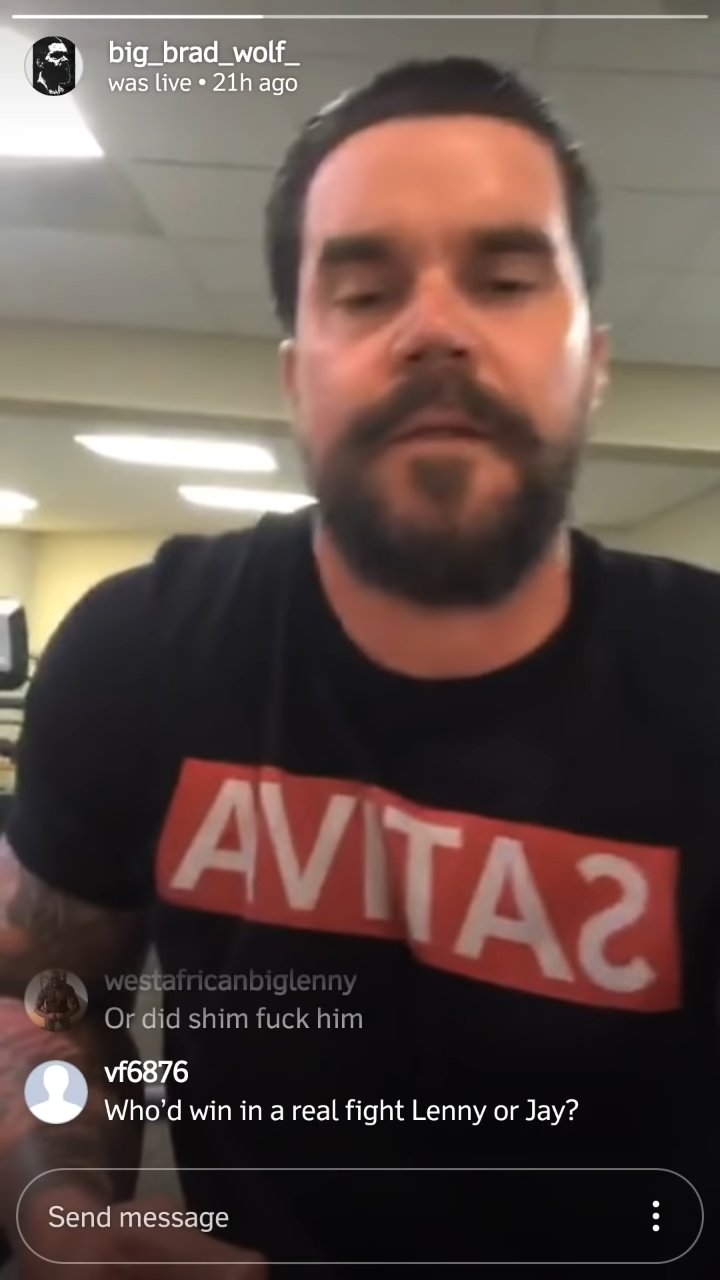 big_brad_wolf_
was live • 21h ago
SATIVA
westafricanbiglenny
Or did shim fuck him
vf6876
Who'd win in a real fight Lenny or Jay?
Send message